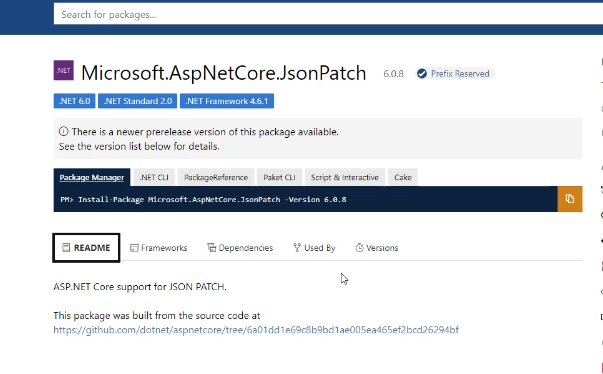 Search for packages...
.NET
Microsoft.AspNetCore.JsonPatch 6.0.8 Prefix Reserved
.NET 6.0 .NET Standard 2.0 .NET Framework 4.6.1
There is a newer prerelease version of this package available.
See the version list below for details.
Package Manager .NET CLI PackageReference Paket CLI Script & Interactive Cake
PM> Install-Package Microsoft.AspNetCore.JsonPatch -Version 6.0.8
README Frameworks Dependencies Used By Versions
ASP.NET Core support for JSON PATCH.
This package was built from the source code at
https://github.com/dotnet/aspnetcore/tree/6a01dd1e69c8b9bd1ae005ea465ef2bcd26294bf